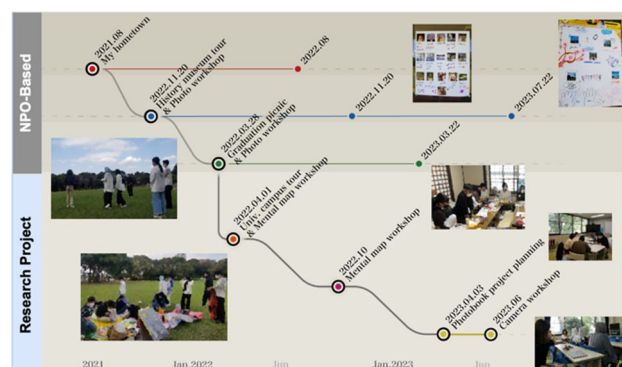 NPO-Based
Research Project
2021.08
My hometown
2022.08
2022.11.20
History museum tour
& Photo workshop
2022.11.20
2023.07.22
2022.03.28
Graduation picnic
& Photo workshop
2023.03.22
2022.04.01
Univ. campus tour
& Mental map workshop
2022.10
Mental map workshop
2023.04.03
Photobook project planning
2023.06
Camera workshop
2021
Jan.2022
Jun
Jan.2023
Jun